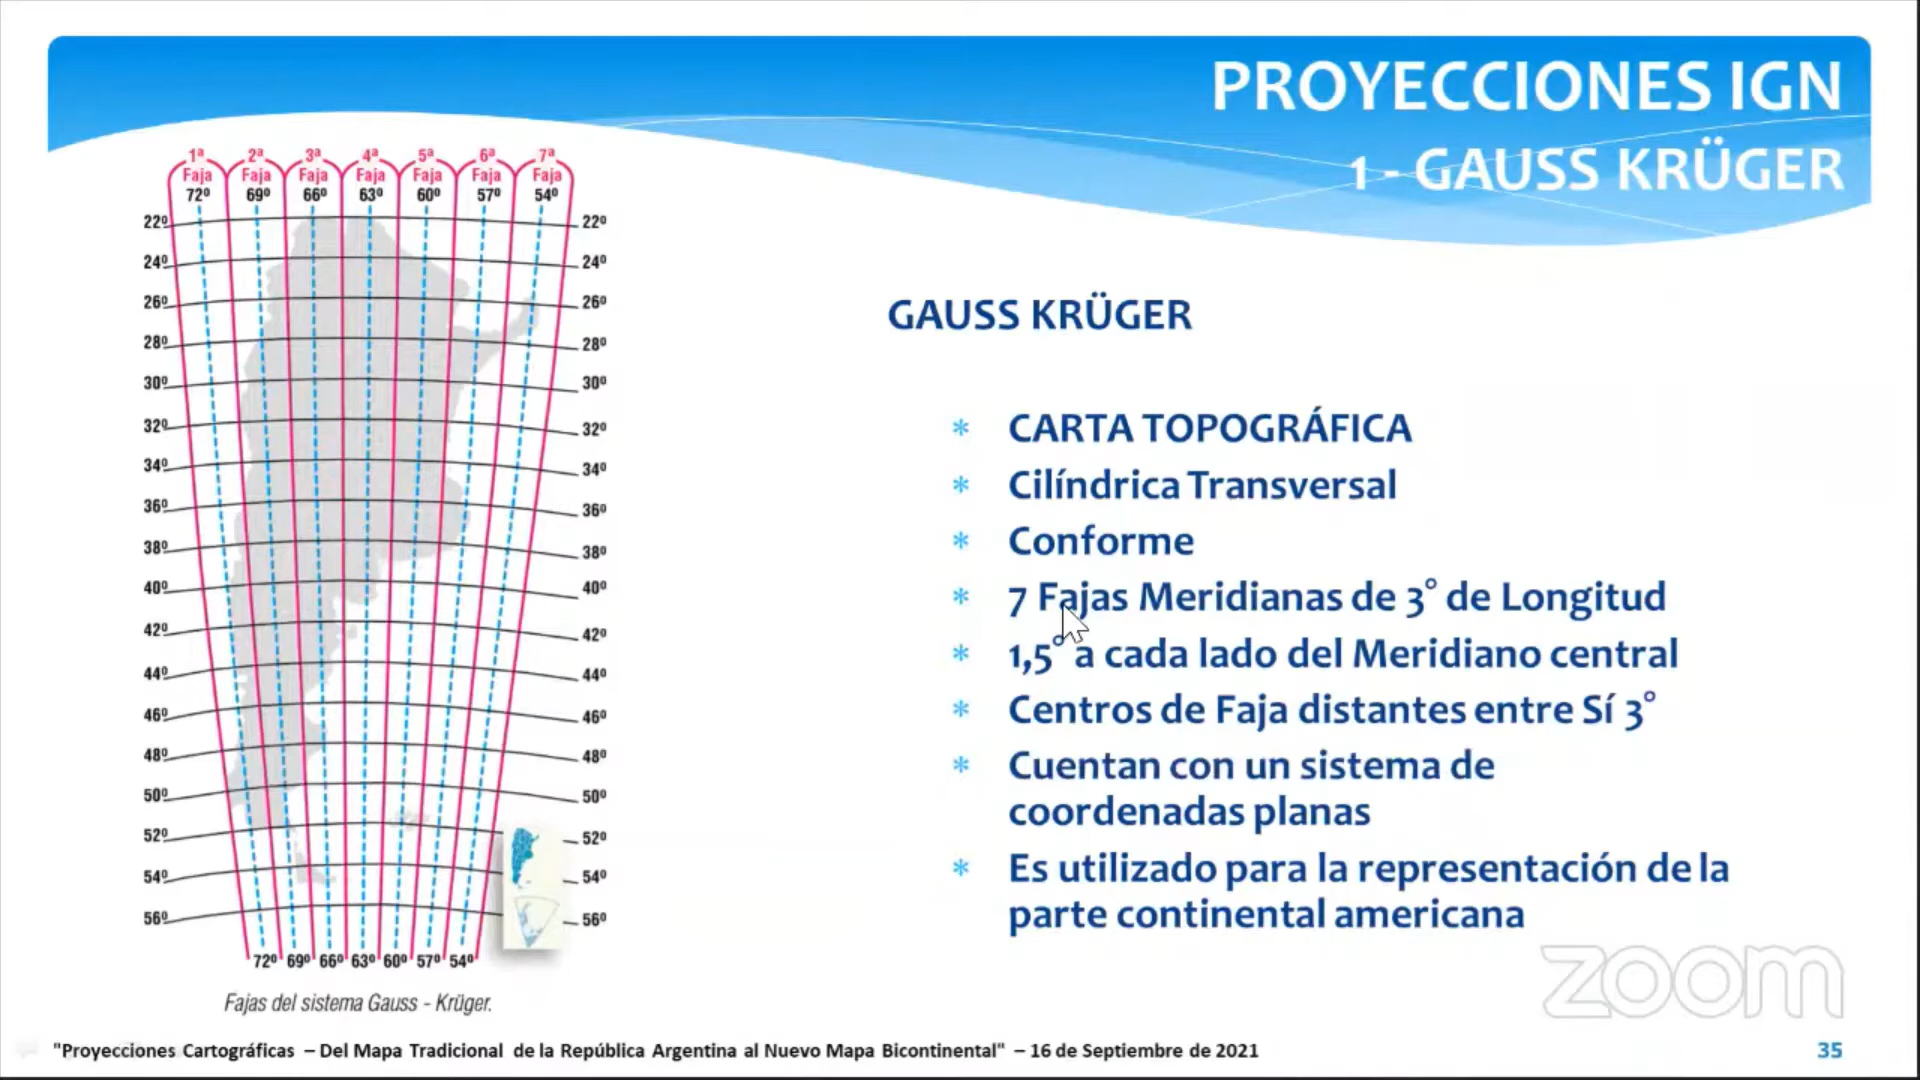 PROYECCIONES IGN
1 - GAUSS KRÜGER
1ª 2ª 3ª 4ª 5ª 6ª 7ª
Faja Faja Faja Faja Faja Faja Faja
72º 69º 66º 63º 60º 57º 54º
22º 22º
24º 24º
26º 26º
28º 28º
30º 30º
32º 32º
34º 34º
36º 36º
38º 38º
40º 40º
42º 42º
44º 44º
46º 46º
48º 48º
50º 50º
52º 52º
54º 54º
56º 56º
72º 69º 66º 63º 60º 57º 54º
Fajas del sistema Gauss - Krüger.
GAUSS KRÜGER
* CARTA TOPOGRÁFICA
* Cilíndrica Transversal
* Conforme
* 7 Fajas Meridianas de 3° de Longitud
* 1,5° a cada lado del Meridiano central
* Centros de Faja distantes entre Sí 3°
* Cuentan con un sistema de
coordenadas planas
* Es utilizado para la representación de la
parte continental americana
zoom
"Proyecciones Cartográficas – Del Mapa Tradicional de la República Argentina al Nuevo Mapa Bicontinental" – 16 de Septiembre de 2021
35